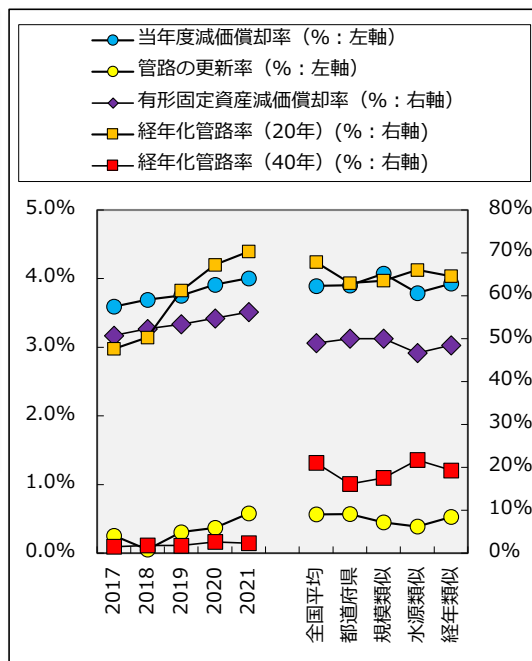 当年度減価償却率（%：左軸）
管路の更新率（%：左軸）
有形固定資産減価償却率（%：右軸）
経年化管路率（20年）(%：右軸)
経年化管路率（40年）(%：右軸)
5.0%
4.0%
3.0%
2.0%
1.0%
0.0%
80%
70%
60%
50%
40%
30%
20%
10%
0%
2017
2018
2019
2020
2021
全国平均
都道府県
規模類似
水源類似
経年類似